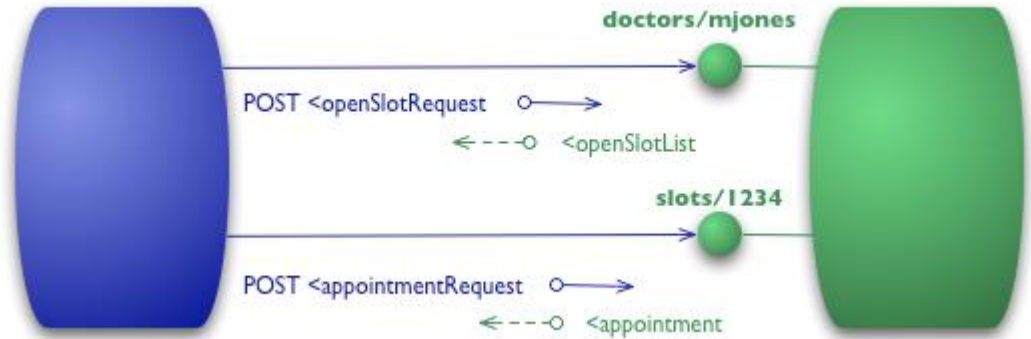 doctors/mjones
POST <openSlotRequest
<openSlotList
slots/1234
POST <appointmentRequest
<appointment